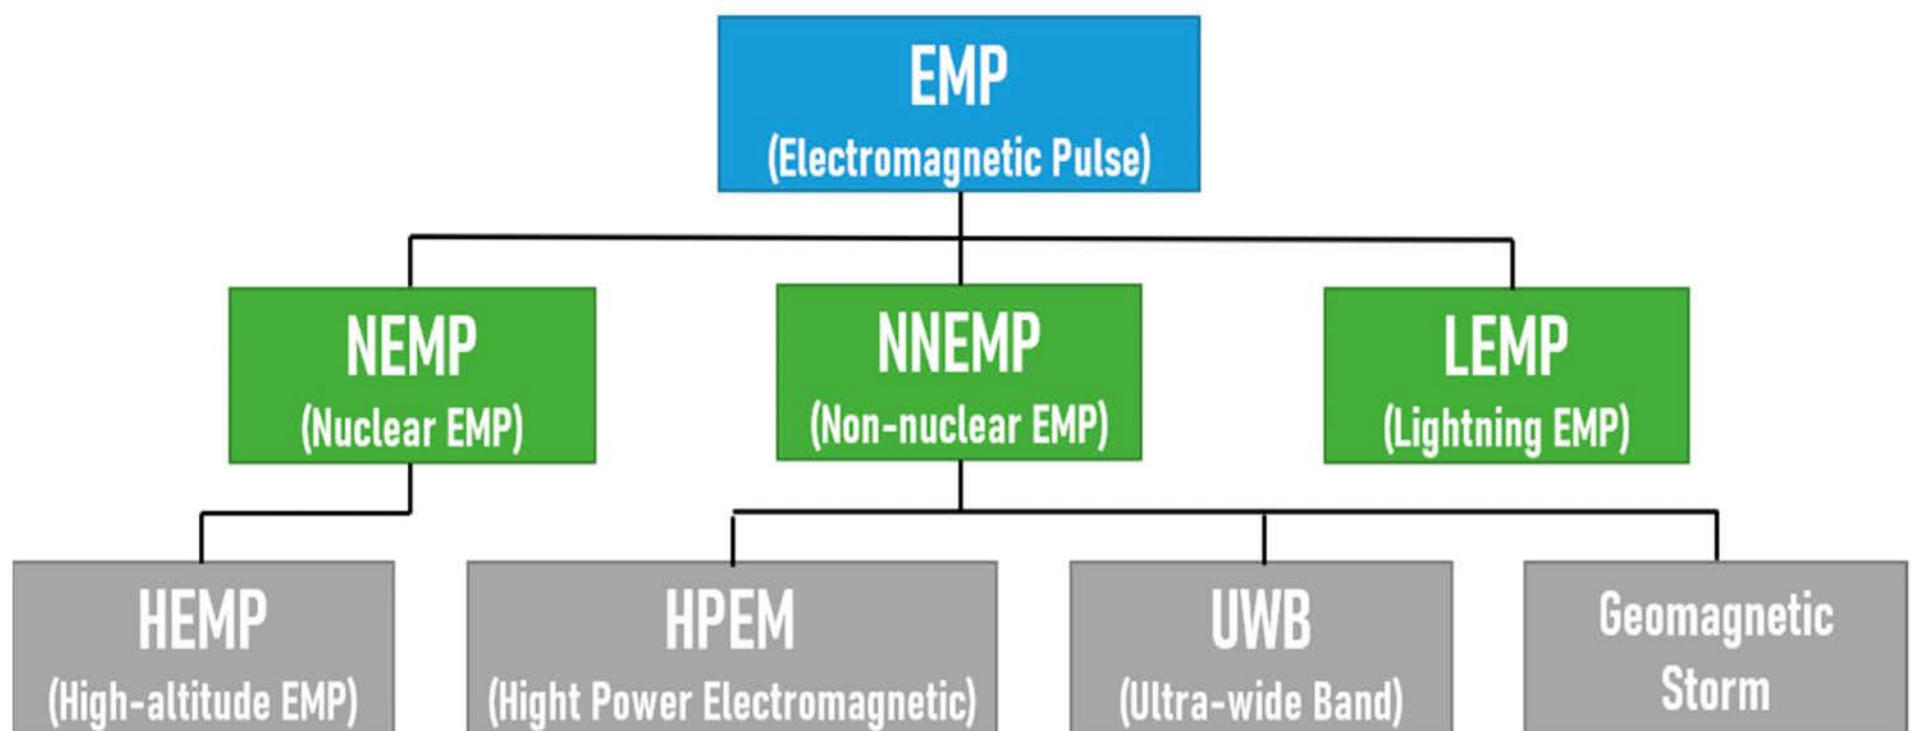 EMP
(Electromagnetic Pulse)
NEMP
(Nuclear EMP)
NNEMP
(Non-nuclear EMP)
LEMP
(Lightning EMP)
HEMP
(High-altitude EMP)
HPEM
(Hight Power Electromagnetic)
UWB
(Ultra-wide Band)
Geomagnetic
Storm